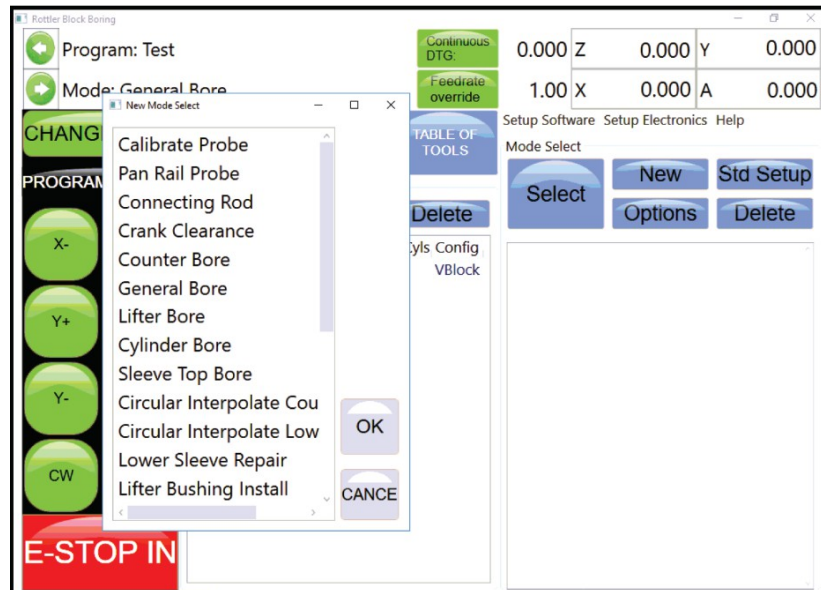 Rottler Block Boring
Program: Test
Continuous DTG:
0.000 Z 0.000 Y 0.000
Mode: General Bore
Feedrate override
1.00 X 0.000 A 0.000
New Mode Select
CHANG
TABLE OF TOOLS
PROGRAM
Delete
Cyls Config
VBlock
X-
Y+
Y-
CW
E-STOP IN
Calibrate Probe
Pan Rail Probe
Connecting Rod
Crank Clearance
Counter Bore
General Bore
Lifter Bore
Cylinder Bore
Sleeve Top Bore
Circular Interpolate Cou
Circular Interpolate Low
Lower Sleeve Repair
Lifter Bushing Install
OK
CANCE
Setup Software Setup Electronics Help
Mode Select
Select
New
Std Setup
Options
Delete